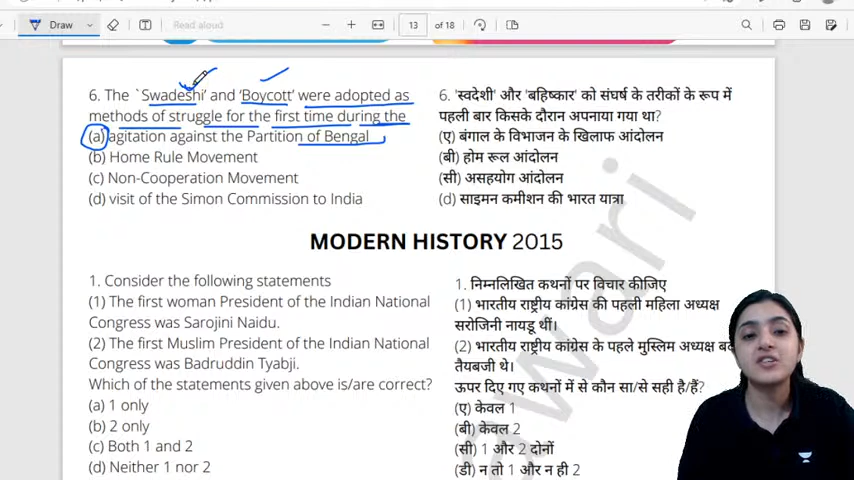 Draw
Read aloud
13
of 18
6. The `Swadeshi' and 'Boycott' were adopted as
methods of struggle for the first time during the
(a) agitation against the Partition of Bengal
(b) Home Rule Movement
(c) Non-Cooperation Movement
(d) visit of the Simon Commission to India
6. 'स्वदेशी' और 'बहिष्कार' को संघर्ष के तरीकों के रूप में
पहली बार किसके दौरान अपनाया गया था?
(ए) बंगाल के विभाजन के खिलाफ आंदोलन
(बी) होम रूल आंदोलन
(सी) असहयोग आंदोलन
(d) साइमन कमीशन की भारत यात्रा
MODERN HISTORY 2015
1. Consider the following statements
(1) The first woman President of the Indian National
Congress was Sarojini Naidu.
(2) The first Muslim President of the Indian National
Congress was Badruddin Tyabji.
Which of the statements given above is/are correct?
(a) 1 only
(b) 2 only
(c) Both 1 and 2
(d) Neither 1 nor 2
1. निम्नलिखित कथनों पर विचार कीजिए
(1) भारतीय राष्ट्रीय कांग्रेस की पहली महिला अध्यक्ष
सरोजिनी नायडू थीं।
(2) भारतीय राष्ट्रीय कांग्रेस के पहले मुस्लिम अध्यक्ष
तैयबजी थे।
ऊपर दिए गए कथनों में से कौन सा/से सही है/हैं?
(ए) केवल 1
(बी) केवल 2
(सी) 1 और 2 दोनों
(डी) न तो 1 और न ही 2
awari